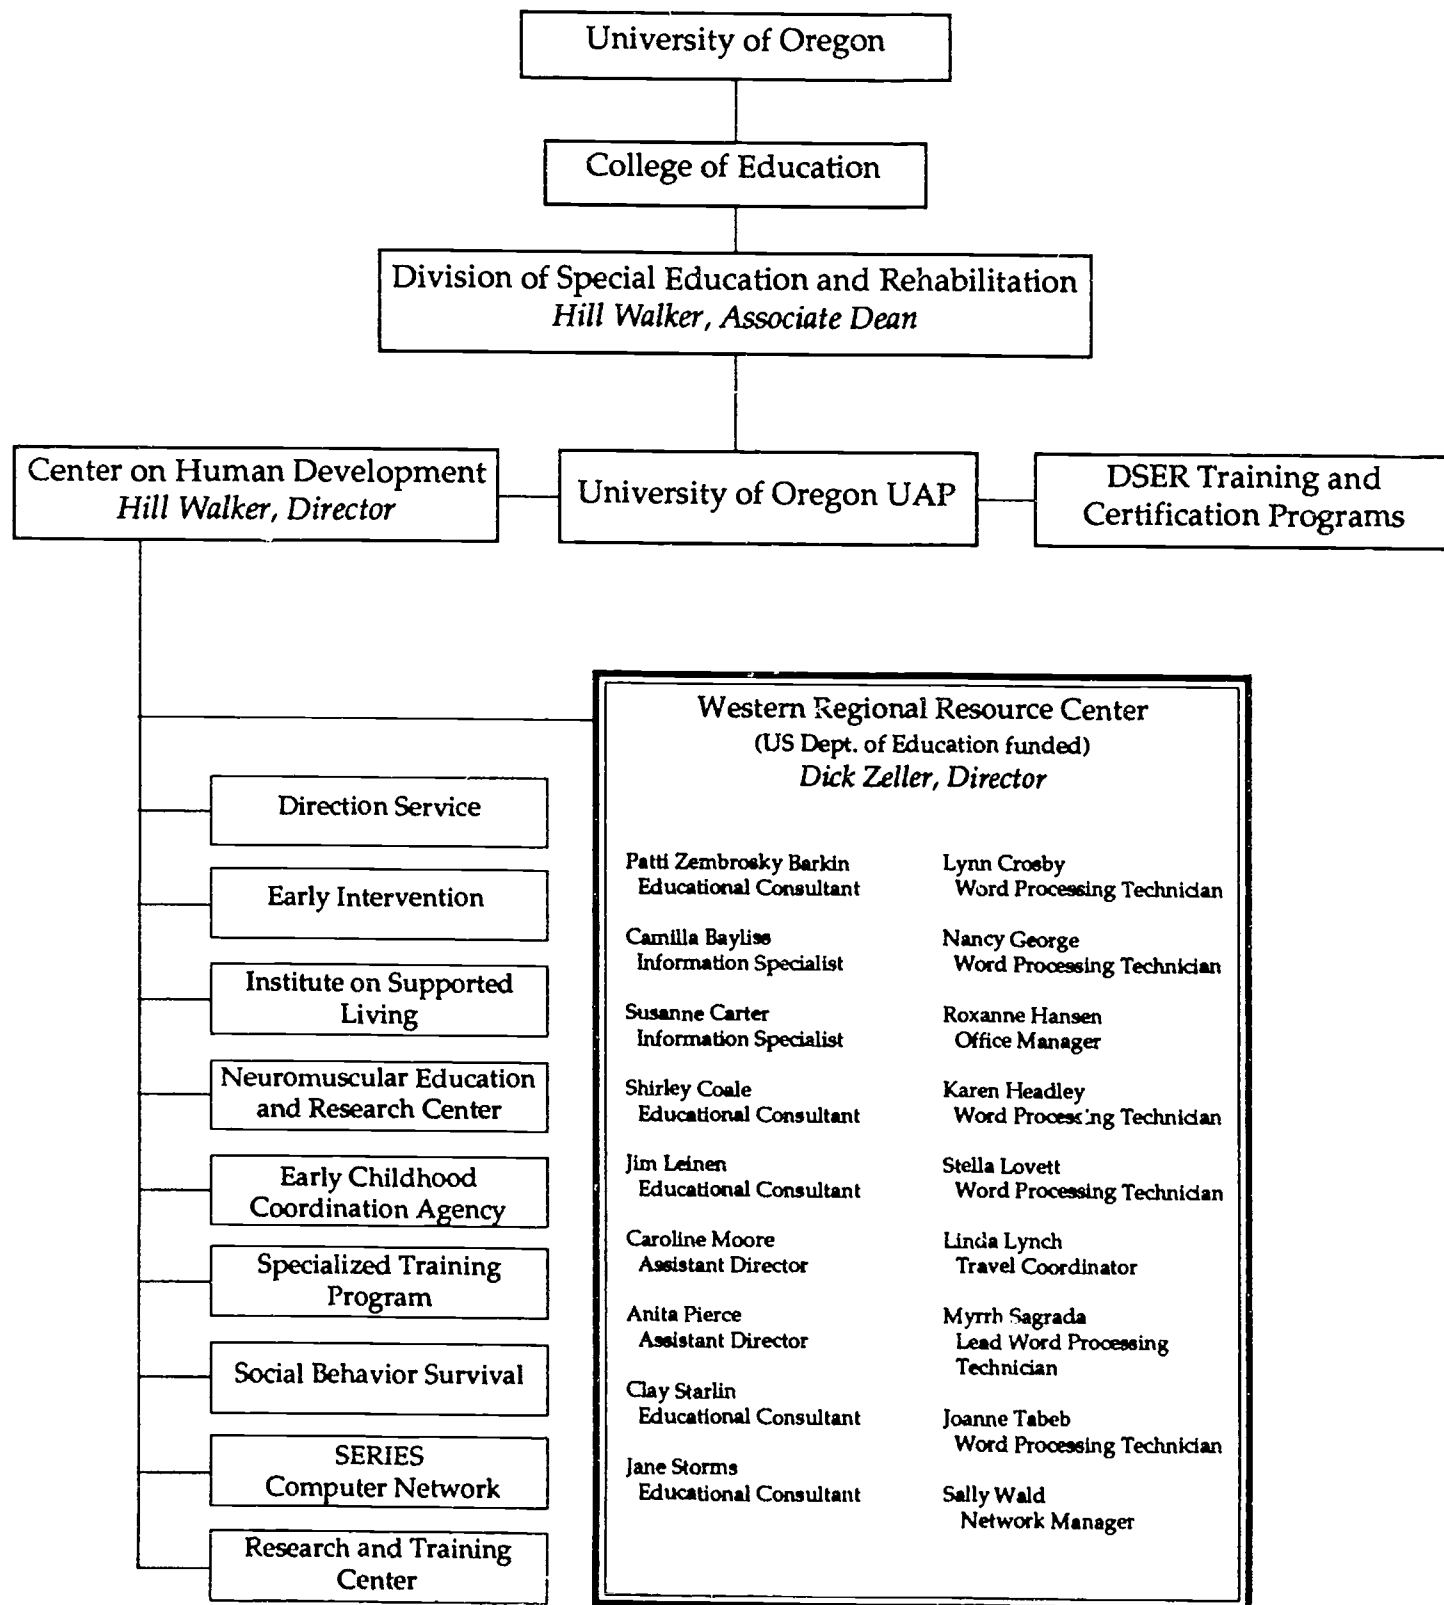 University of Oregon
College of Education
Division of Special Education and Rehabilitation
Hill Walker, Associate Dean
Center on Human Development
Hill Walker, Director
University of Oregon UAP
DSER Training and
Certification Programs
Western Regional Resource Center
(US Dept. of Education funded)
Dick Zeller, Director
Direction Service
Early Intervention
Institute on Supported
Living
Neuromuscular Education
and Research Center
Early Childhood
Coordination Agency
Specialized Training
Program
Social Behavior Survival
SERIES
Computer Network
Research and Training
Center
Patti Zembrosky Barkin
Educational Consultant
Camilla Bayliss
Information Specialist
Susanne Carter
Information Specialist
Shirley Coale
Educational Consultant
Jim Leinen
Educational Consultant
Caroline Moore
Assistant Director
Anita Pierce
Assistant Director
Clay Starlin
Educational Consultant
Jane Storms
Educational Consultant
Lynn Crosby
Word Processing Technician
Nancy George
Word Processing Technician
Roxanne Hansen
Office Manager
Karen Headley
Word Processing Technician
Stella Lovett
Word Processing Technician
Linda Lynch
Travel Coordinator
Myrrh Sagrada
Lead Word Processing
Technician
Joanne Tabeb
Word Processing Technician
Sally Wald
Network Manager